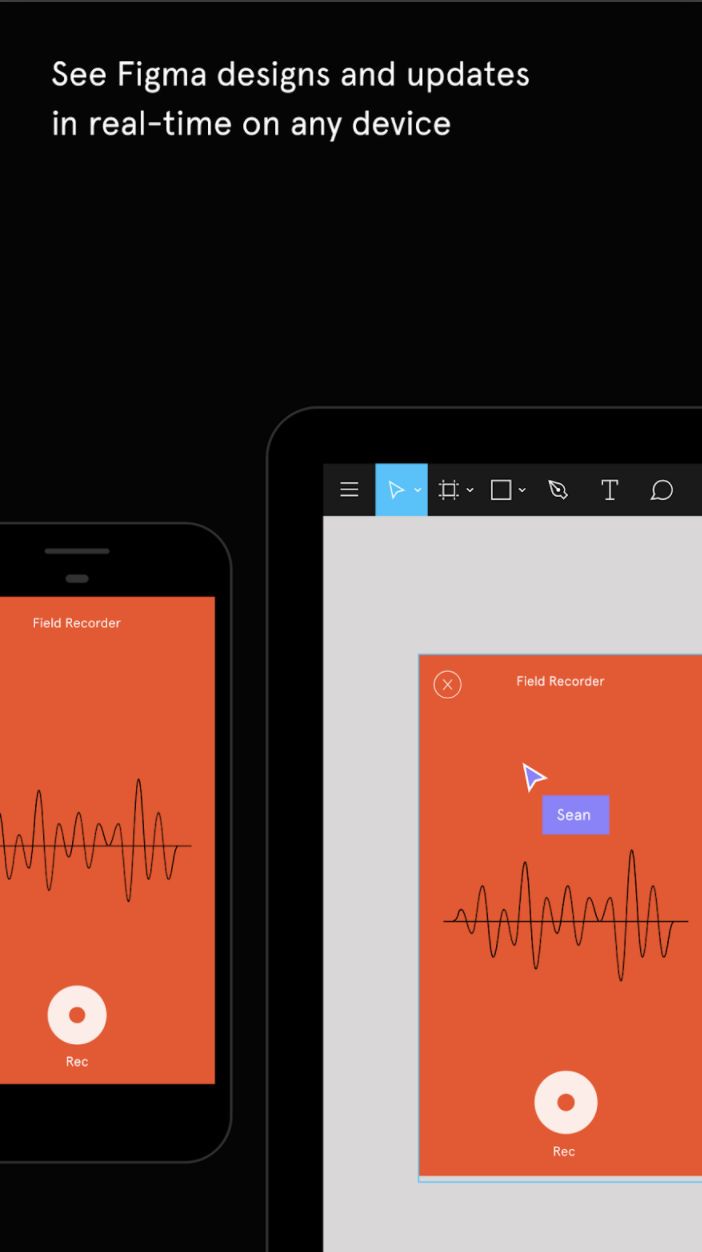 See Figma designs and updates
in real-time on any device
Field Recorder
Rec
Field Recorder
Sean
Rec